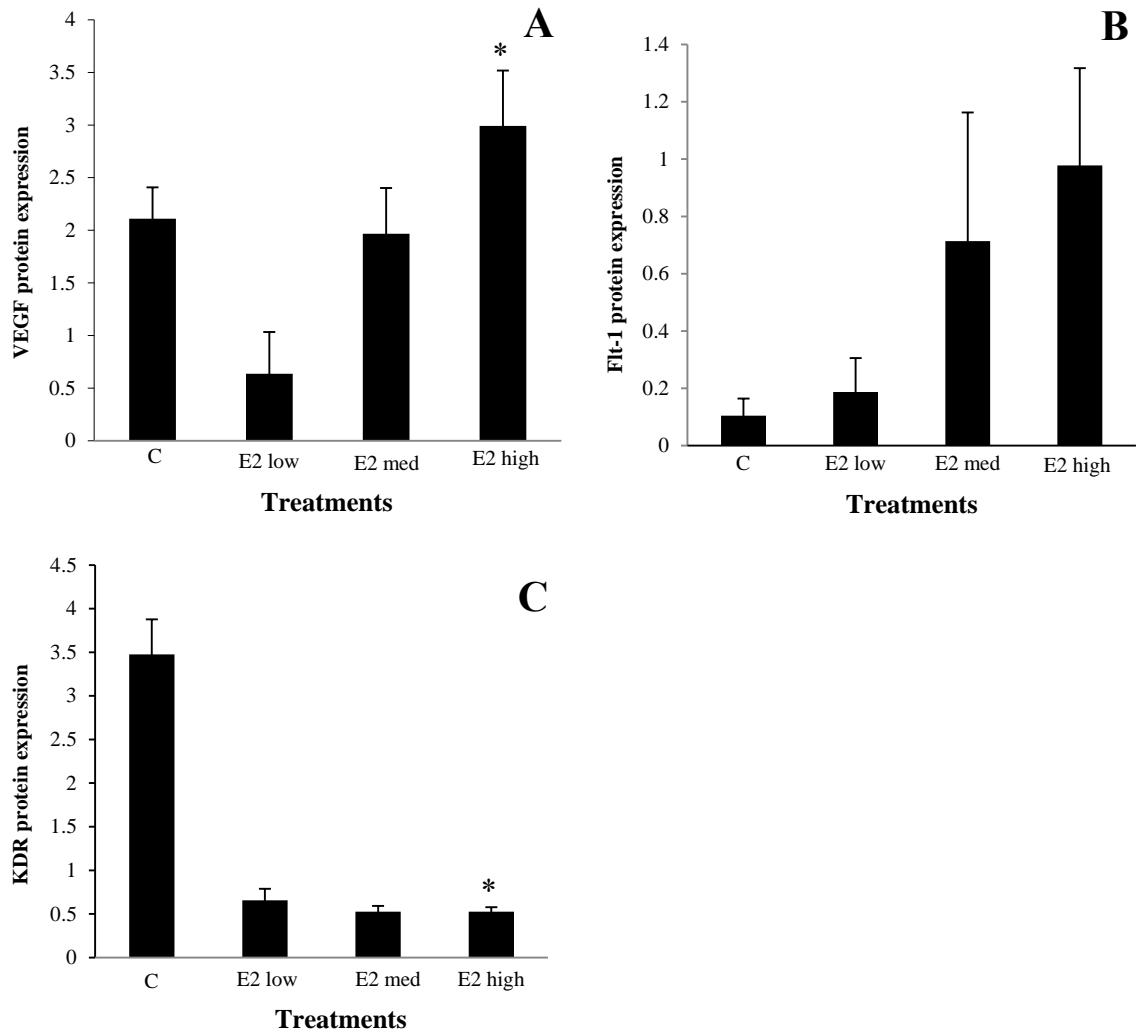 A
VEGF protein expression
4
3.5
3
2.5
2
1.5
1
0.5
0
*
C
E2 low
E2 med
E2 high
Treatments
B
Flt-1 protein expression
1.4
1.2
1
0.8
0.6
0.4
0.2
0
C
E2 low
E2 med
E2 high
Treatments
C
KDR protein expression
4.5
4
3.5
3
2.5
2
1.5
1
0.5
0
*
C
E2 low
E2 med
E2 high
Treatments